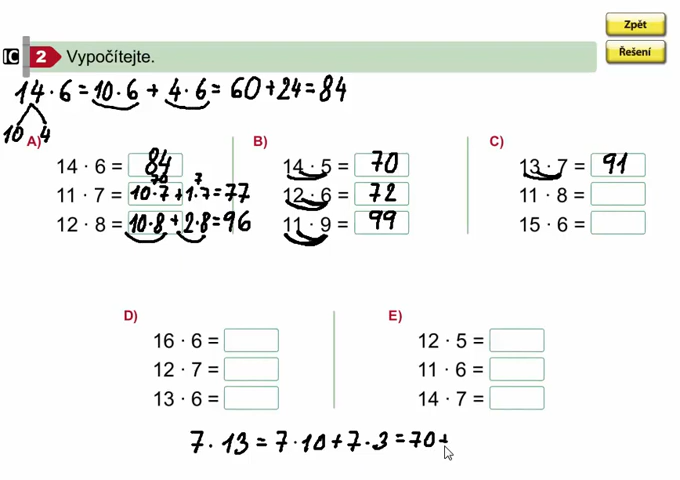 Zpět
Řešení
2 Vypočítejte.
14 · 6 = 10 · 6 + 4 · 6 = 60 + 24 = 84
10 4
A)
14 · 6 = 84
70 7
11 · 7 = 10 · 7 + 1 · 7 = 77
12 · 8 = 10 · 8 + 2 · 8 = 96
B)
14 · 5 = 70
12 · 6 = 72
11 · 9 = 99
C)
13 · 7 = 91
11 · 8 =
15 · 6 =
D)
16 · 6 =
12 · 7 =
13 · 6 =
E)
12 · 5 =
11 · 6 =
14 · 7 =
7 · 13 = 7 · 10 + 7 · 3 = 70 +